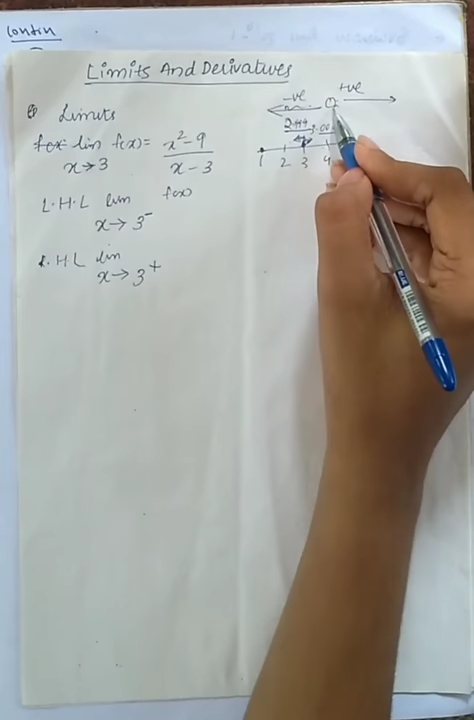 Contin
Limits And Derivatives
Limits
lim f(x) = x²-9
x→3 x-3
-ve 0 +ve
2.999 3.00
1 2 3 4
L.H.L lim f(x)
x→3⁻
R.H.L lim
x→3+